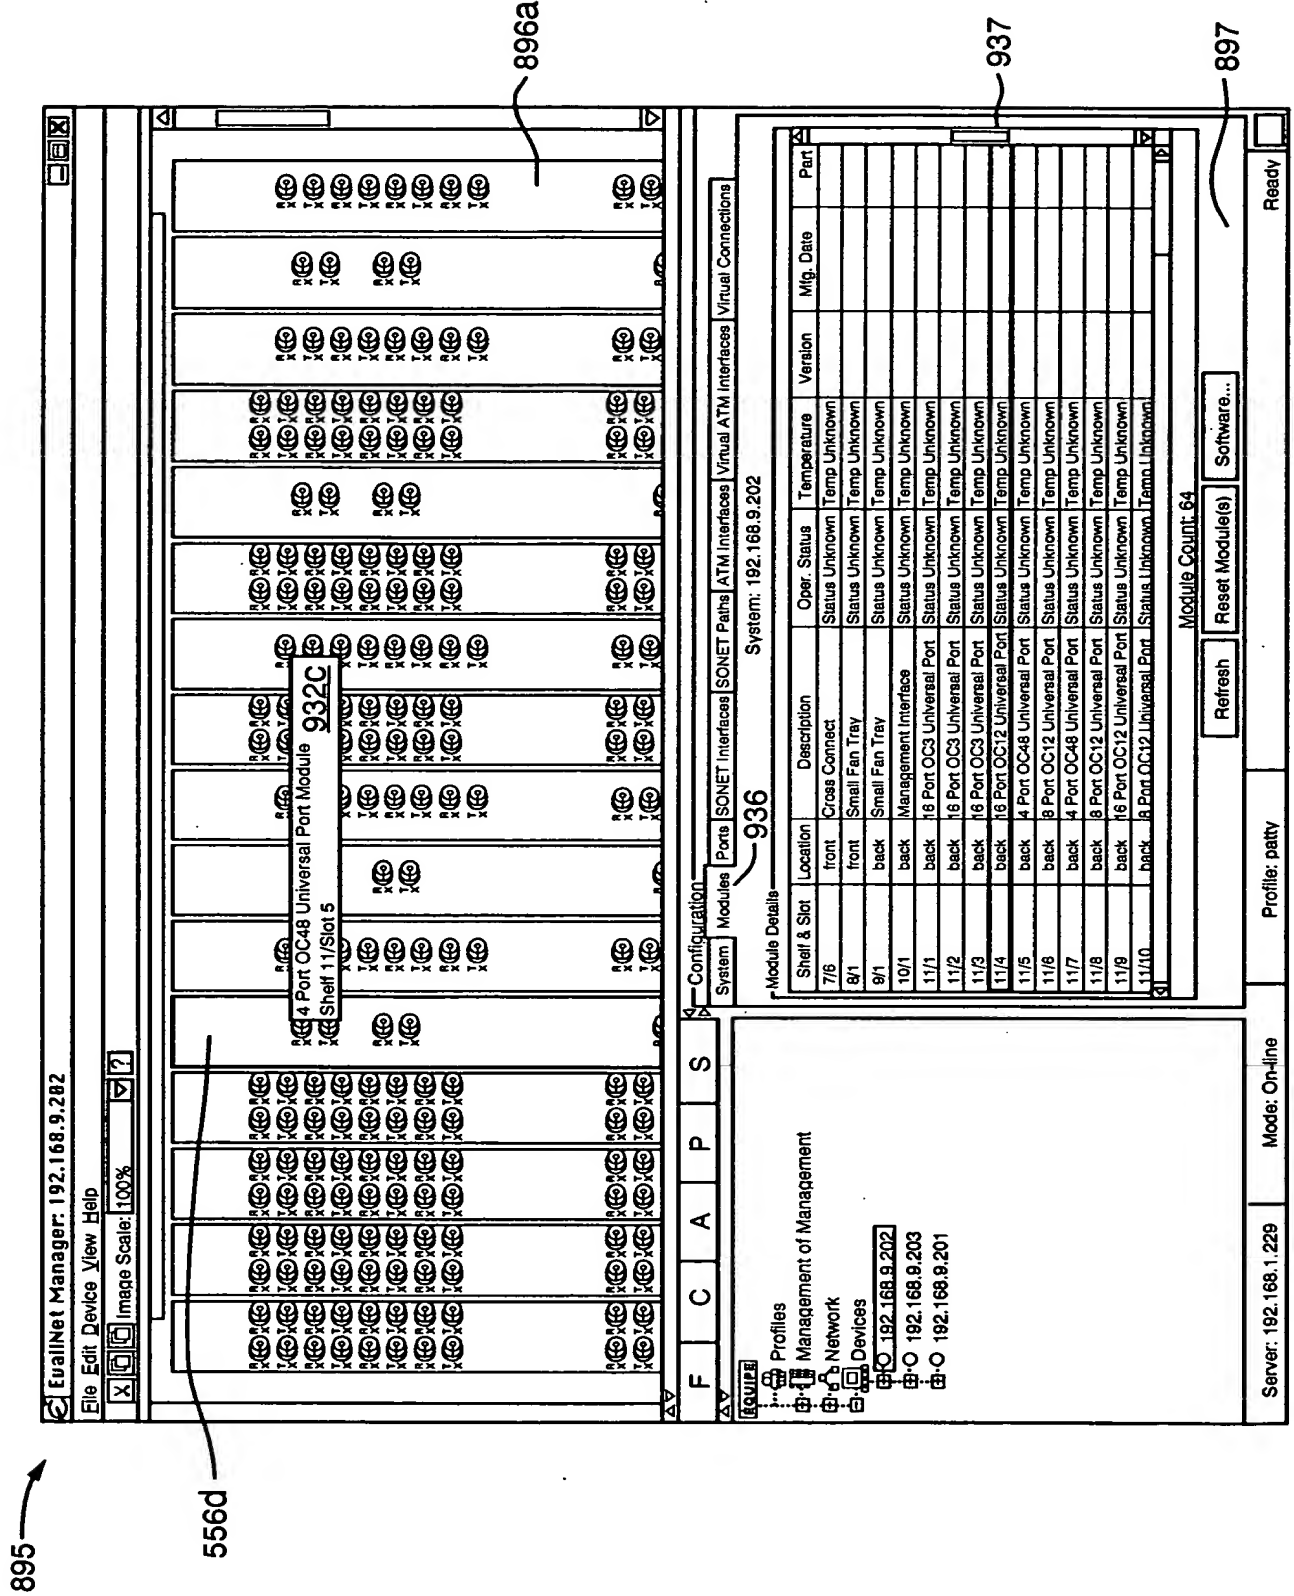 895
EuallNet Manager: 192.168.9.202
File Edit Device View Help
Image Scale: 100% ?
4 Port OC48 Universal Port Module
Shelf 11/Slot 5
932C
556d
896a
F C A P S
EQUIPE
Profiles
Management of Management
Network
Devices
192.168.9.202
192.168.9.203
192.168.9.201
Configuration
System Modules Ports SONET Interfaces SONET Paths ATM Interfaces Virtual ATM Interfaces Virtual Connections
936
System: 192.168.9.202
Module Details
937
Shelf & Slot Location Description Oper. Status Temperature Version Mfg. Date Part
7/6 front Cross Connect Status Unknown Temp Unknown
8/1 front Small Fan Tray Status Unknown Temp Unknown
9/1 back Small Fan Tray Status Unknown Temp Unknown
10/1 back Management Interface Status Unknown Temp Unknown
11/1 back 16 Port OC3 Universal Port Status Unknown Temp Unknown
11/2 back 16 Port OC3 Universal Port Status Unknown Temp Unknown
11/3 back 16 Port OC3 Universal Port Status Unknown Temp Unknown
11/4 back 16 Port OC12 Universal Port Status Unknown Temp Unknown
11/5 back 4 Port OC48 Universal Port Status Unknown Temp Unknown
11/6 back 8 Port OC12 Universal Port Status Unknown Temp Unknown
11/7 back 4 Port OC48 Universal Port Status Unknown Temp Unknown
11/8 back 8 Port OC12 Universal Port Status Unknown Temp Unknown
11/9 back 16 Port OC12 Universal Port Status Unknown Temp Unknown
11/10 back 8 Port OC12 Universal Port Status Unknown Temp Unknown
Module Count: 64
Refresh Reset Module(s) Software...
897
Server: 192.168.1.229 Mode: On-line Profile: patty Ready